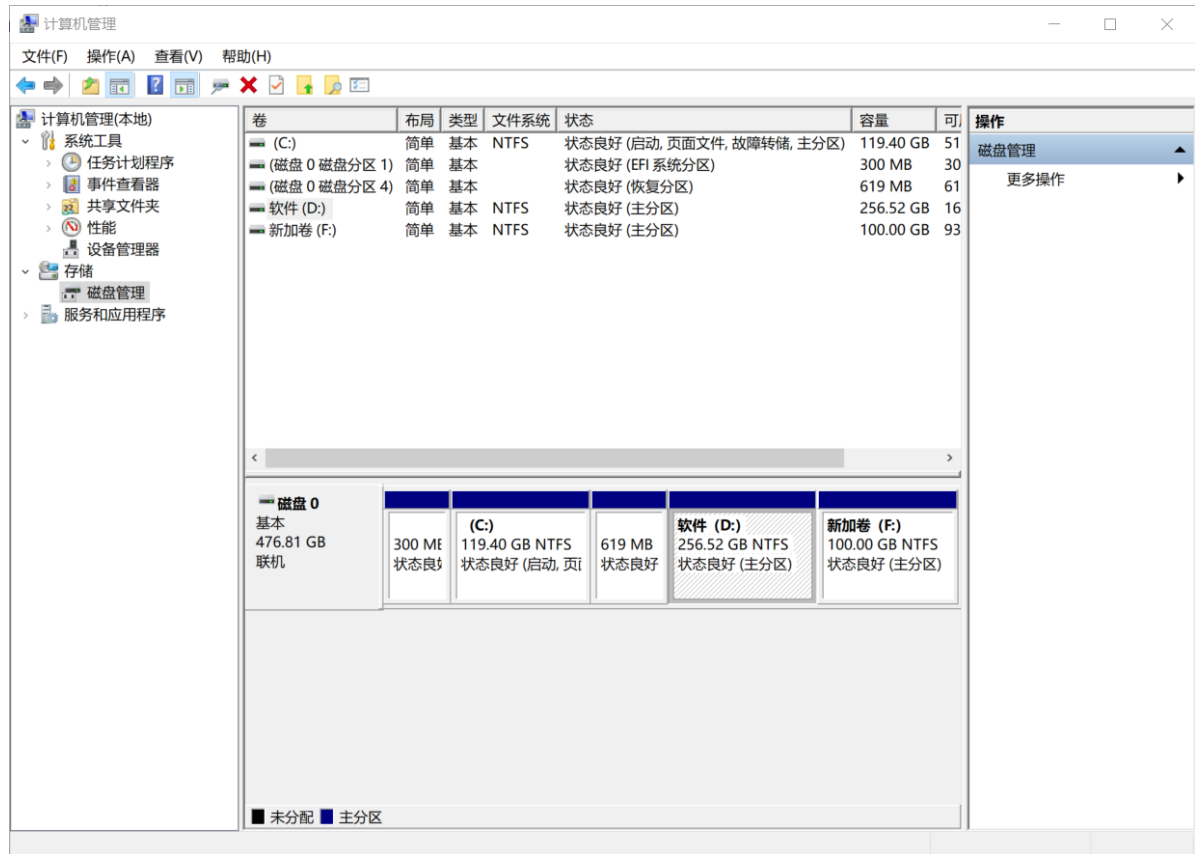 计算机管理
文件(F) 操作(A) 查看(V) 帮助(H)
计算机管理(本地)
系统工具
任务计划程序
事件查看器
共享文件夹
性能
设备管理器
存储
磁盘管理
服务和应用程序
卷 布局 类型 文件系统 状态 容量
(C:) 简单 基本 NTFS 状态良好 (启动, 页面文件, 故障转储, 主分区) 119.40 GB 51
(磁盘 0 磁盘分区 1) 简单 基本 状态良好 (EFI 系统分区) 300 MB 30
(磁盘 0 磁盘分区 4) 简单 基本 状态良好 (恢复分区) 619 MB 61
软件 (D:) 简单 基本 NTFS 状态良好 (主分区) 256.52 GB 16
新加卷 (F:) 简单 基本 NTFS 状态良好 (主分区) 100.00 GB 93
磁盘 0
基本
476.81 GB
联机
300 ME
状态良
(C:)
119.40 GB NTFS
状态良好 (启动, 页
619 MB
状态良好
软件 (D:)
256.52 GB NTFS
状态良好 (主分区)
新加卷 (F:)
100.00 GB NTFS
状态良好 (主分区)
未分配 主分区
操作
磁盘管理
更多操作